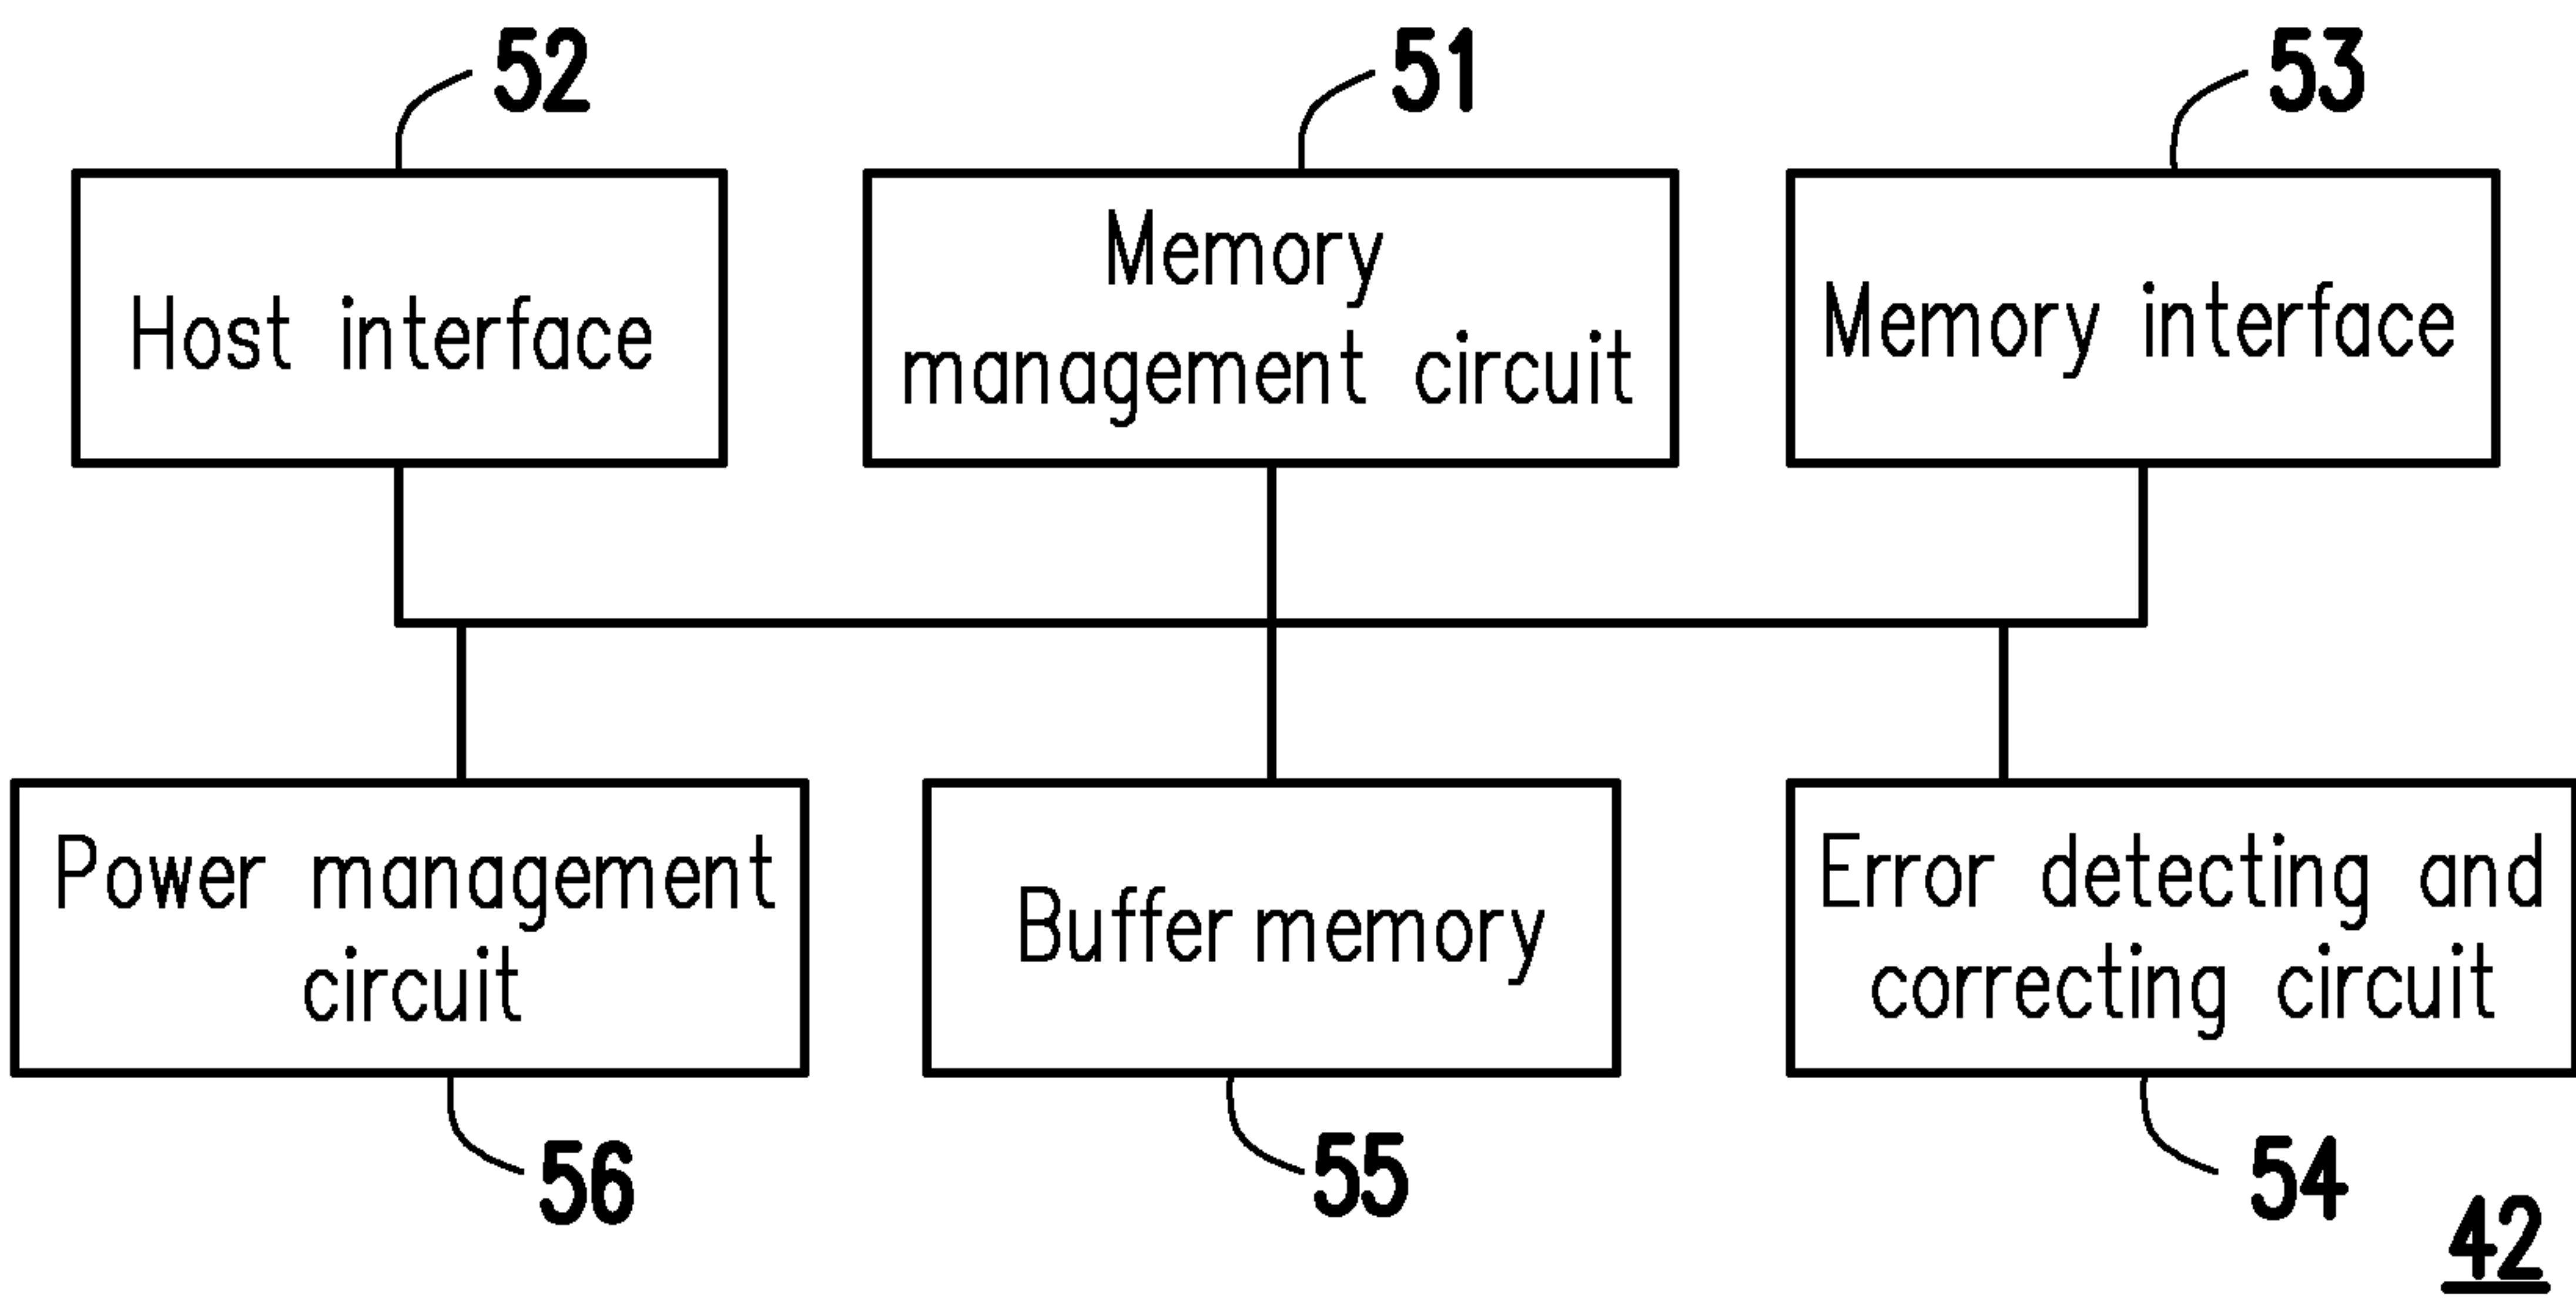 52
51
53
Host interface
Memory
management circuit
Memory interface
Power management
circuit
Buffer memory
Error detecting and
correcting circuit
56
55
54
42